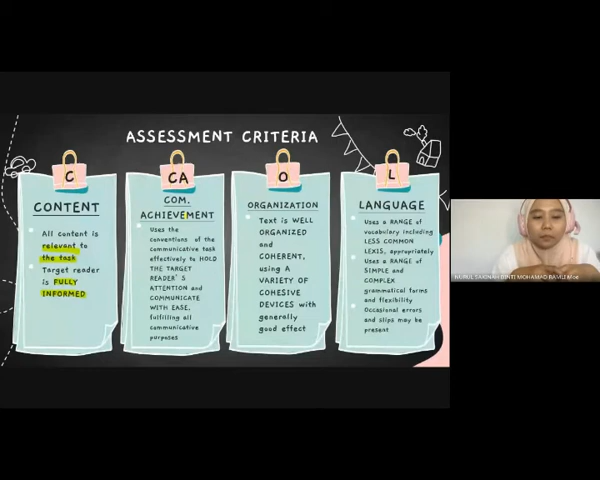 ASSESSMENT CRITERIA
C
CONTENT
All content is
relevant to
the task
Target reader
is FULLY
INFORMED
CA
COM.
ACHIEVEMENT
Uses the
conventions of the
communicative task
effectively to HOLD
THE TARGET
READER'S
ATTENTION and
COMMUNICATE
WITH EASE,
fulfilling all
communicative
purposes
O
ORGANIZATION
Text is WELL
ORGANIZED
and
COHERENT,
using A
VARIETY OF
COHESIVE
DEVICES with
generally
good effect
L
LANGUAGE
Uses a RANGE of
vocabulary including
LESS COMMON
LEXIS, appropriately
Uses a RANGE of
SIMPLE and
COMPLEX
grammatical forms
and flexibility
Occasional errors
and slips may be
present
NURUL SAKINAH BINTI MOHAMAD